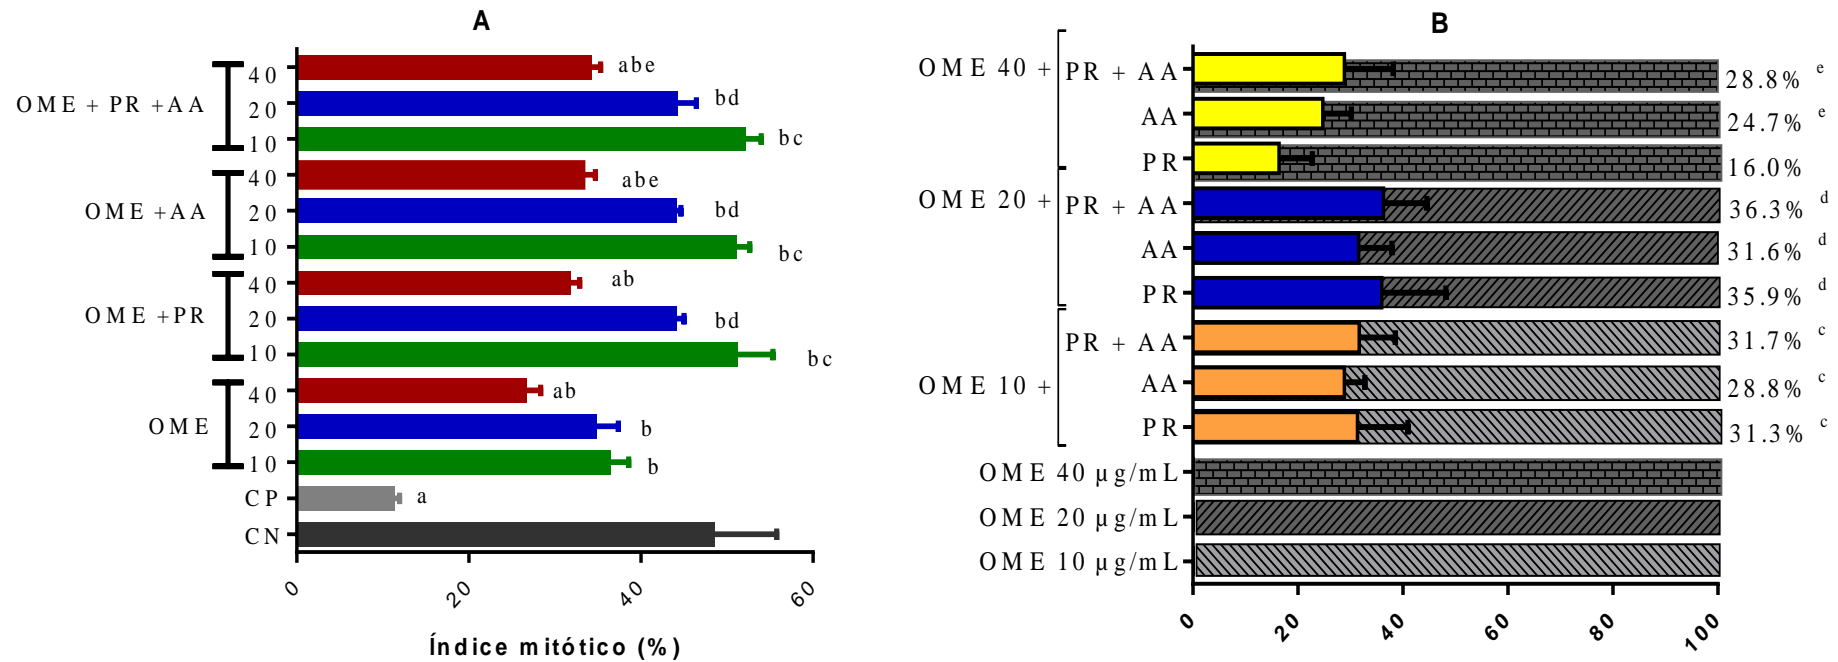 A
OME + PR +AA
40 abe
20 bd
10 bc
OME +AA
40 abe
20 bd
10 bc
OME +PR
40 ab
20 bd
10 bc
OME
40 ab
20 b
10 b
CP a
CN
0 20 40 60
Índice mitótico (%)
B
OME 40 +
PR + AA 28.8% e
AA 24.7% e
PR 16.0%
OME 20 +
PR + AA 36.3% d
AA 31.6% d
PR 35.9% d
OME 10 +
PR + AA 31.7% c
AA 28.8% c
PR 31.3% c
OME 40 µg/mL
OME 20 µg/mL
OME 10 µg/mL
0 20 40 60 80 100